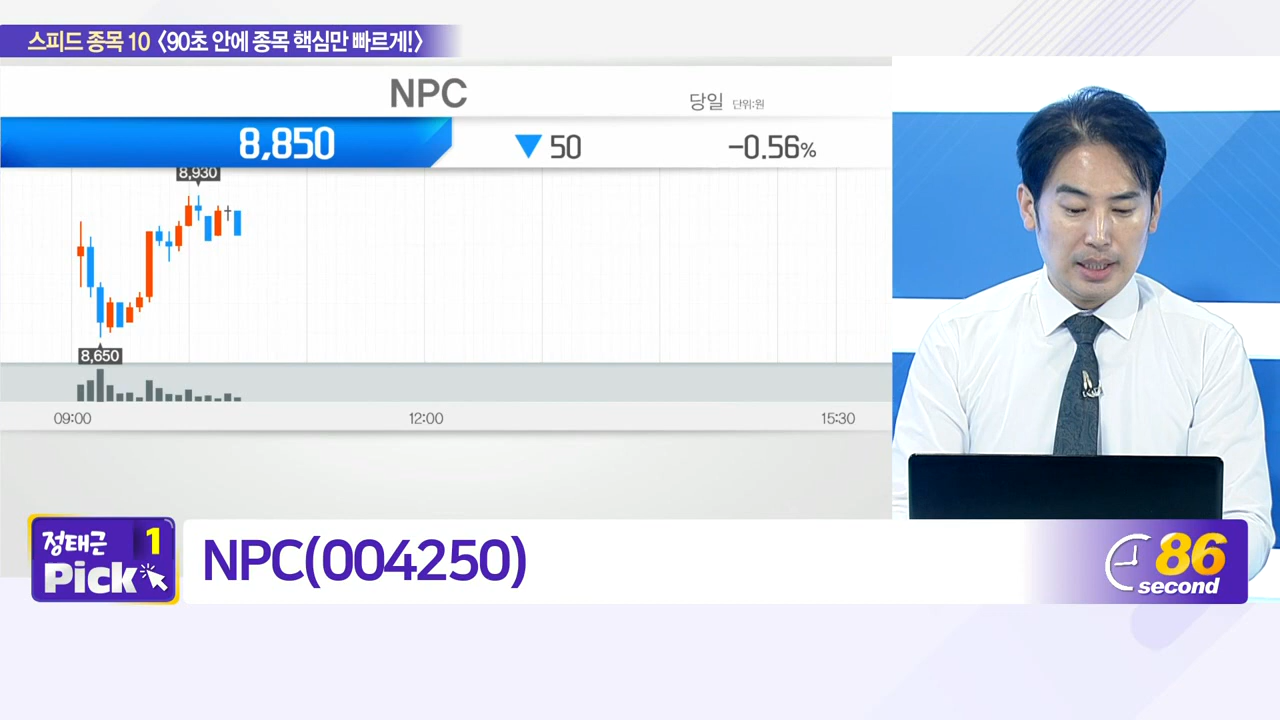 스피드 종목 10 <90초 안에 종목 핵심만 빠르게!>
NPC
당일 단위:원
8,850 ▼50 -0.56%
8,930
8,650
09:00 12:00 15:30
정태근 1
Pick
NPC(004250)
86
second